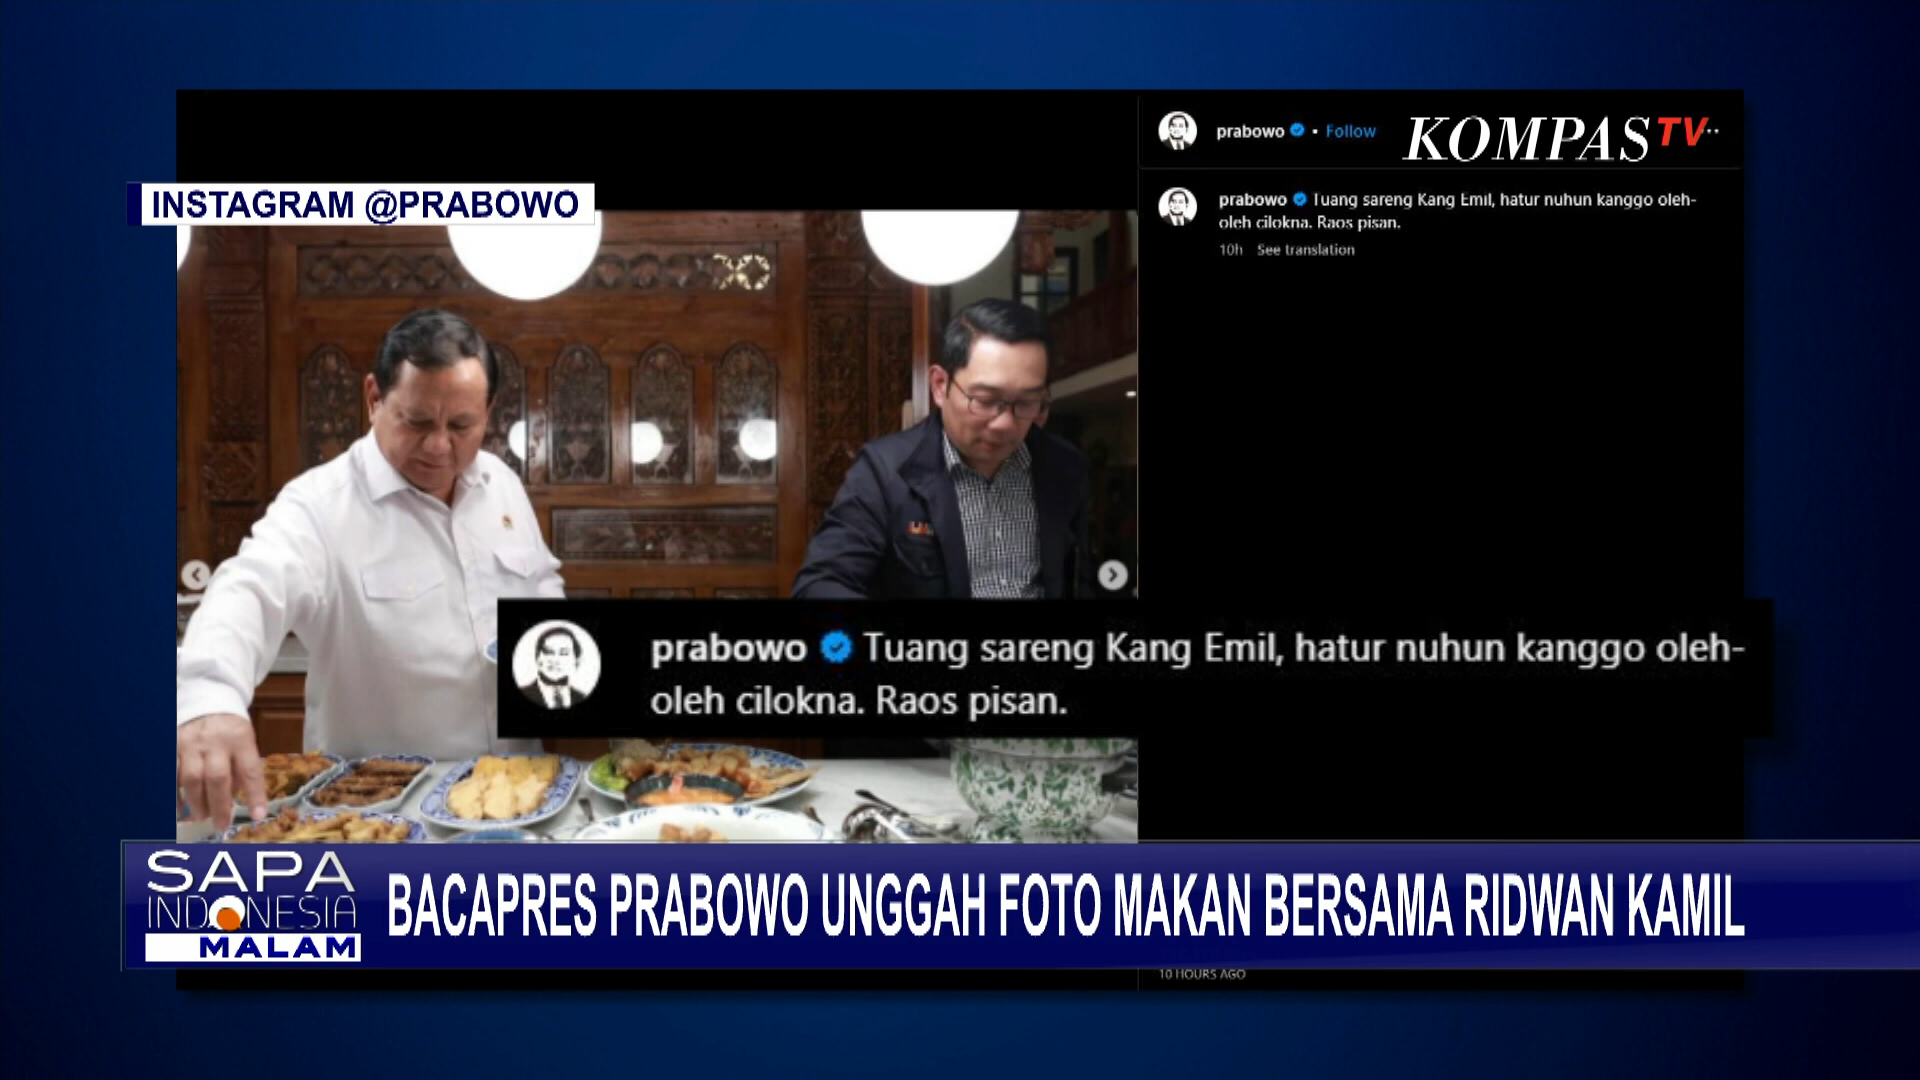 prabowo • Follow
KOMPAS TV
INSTAGRAM @PRABOWO
prabowo Tuang sareng Kang Emil, hatur nuhun kanggo oleh-
oleh cilokna. Raos pisan.
10h See translation
prabowo Tuang sareng Kang Emil, hatur nuhun kanggo oleh-
oleh cilokna. Raos pisan.
SAPA
INDONESIA
MALAM
BACAPRES PRABOWO UNGGAH FOTO MAKAN BERSAMA RIDWAN KAMIL
10 HOURS AGO